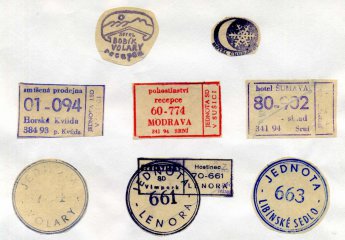 HOTEL
BOBÍK
VOLARY
recepce
smíšená prodejna
01-094
Horská Kvilda
384 93 p. Kvilda
JEDNOTA SD
pohostinství
recepce
60-774
MODRAVA
341 94 SRNÍ
JEDNOTA SD
V SUŠICI
hotel ŠUMAVA
80-902
341 94 Srní
VOLARY
JEDNOTA
SD
Vimperk
661
LENORA
Hostinec
70-661
LENORA
JEDNOTA
663
LIBÍNSKÉ SEDLO